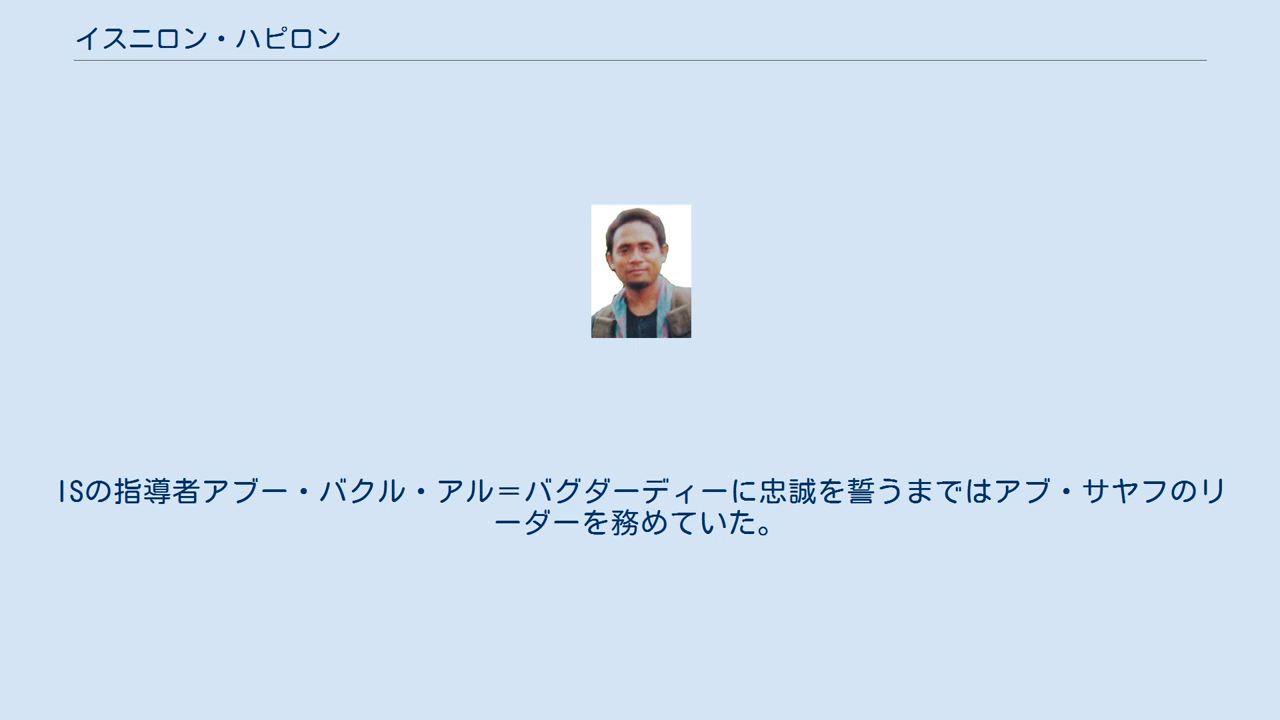 イスニロン・ハピロン
ISの指導者アブー・バクル・アル＝バグダーディーに忠誠を誓うまではアブ・サヤフのリ
ーダーを務めていた。